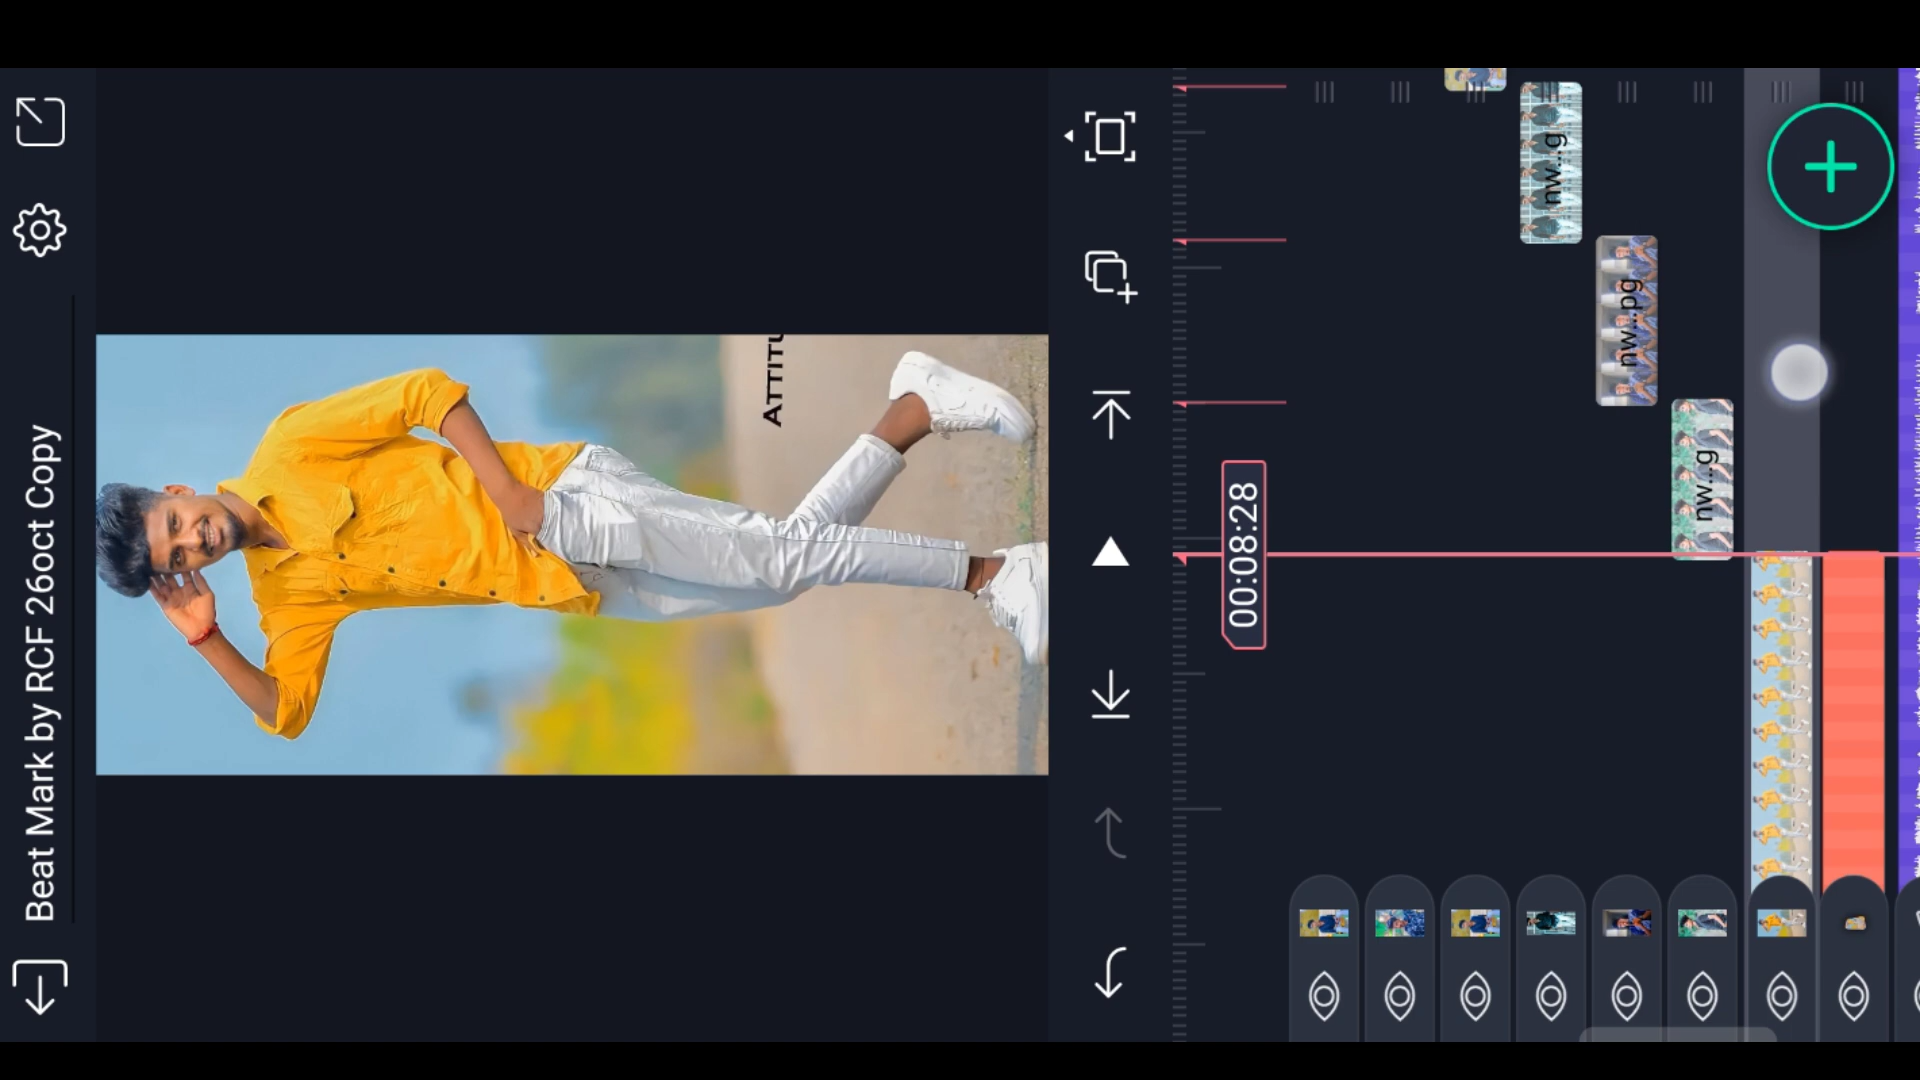 Beat Mark by RCF 26oct Copy
ATTITU
00:08:28
nw...g
nw...pg
nw...g